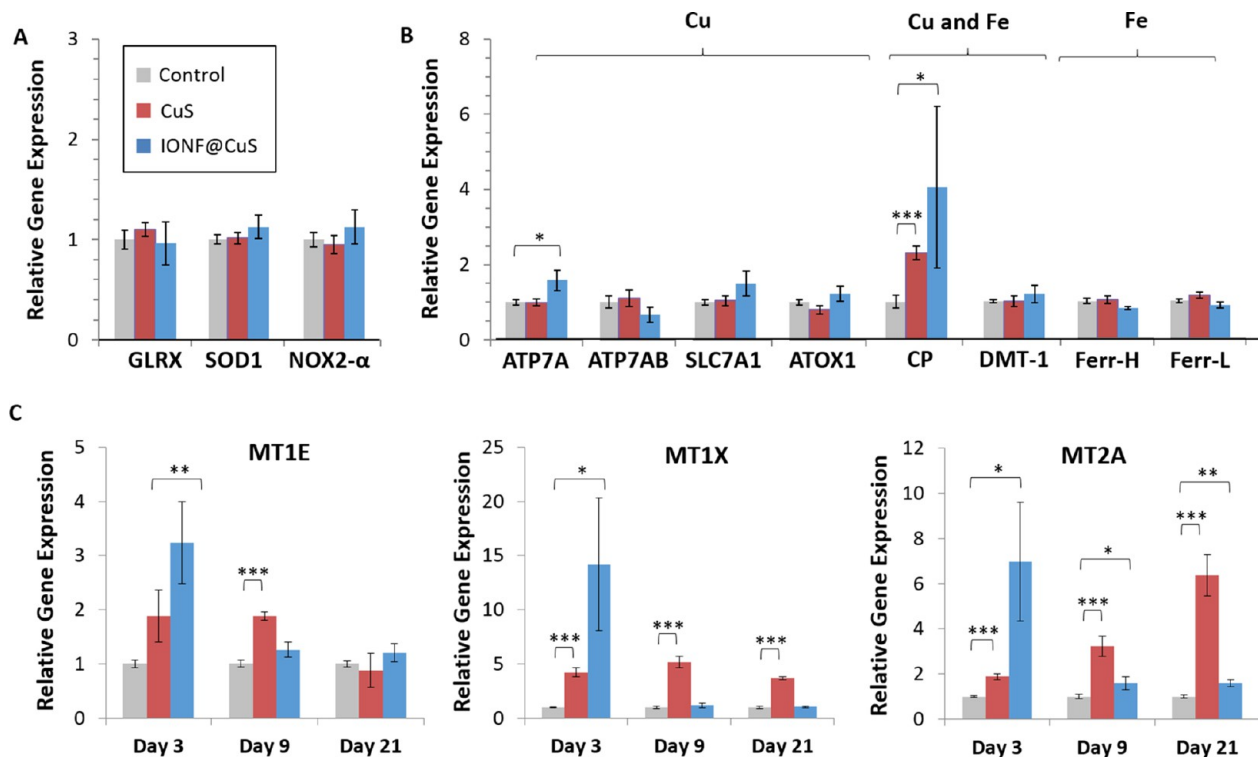 A
Relative Gene Expression
3
2
1
0
Control
CuS
IONF@CuS
GLRX SOD1 NOX2-α
B
Cu Cu and Fe Fe
Relative Gene Expression
8
6
4
2
0
* *** *
ATP7A ATP7AB SLC7A1 ATOX1 CP DMT-1 Ferr-H Ferr-L
C
MT1E
Relative Gene Expression
5
4
3
2
1
0
** ***
Day 3 Day 9 Day 21
MT1X
Relative Gene Expression
25
20
15
10
5
0
*
*** *** ***
Day 3 Day 9 Day 21
MT2A
Relative Gene Expression
12
10
8
6
4
2
0
* **
***
*
***
***
Day 3 Day 9 Day 21